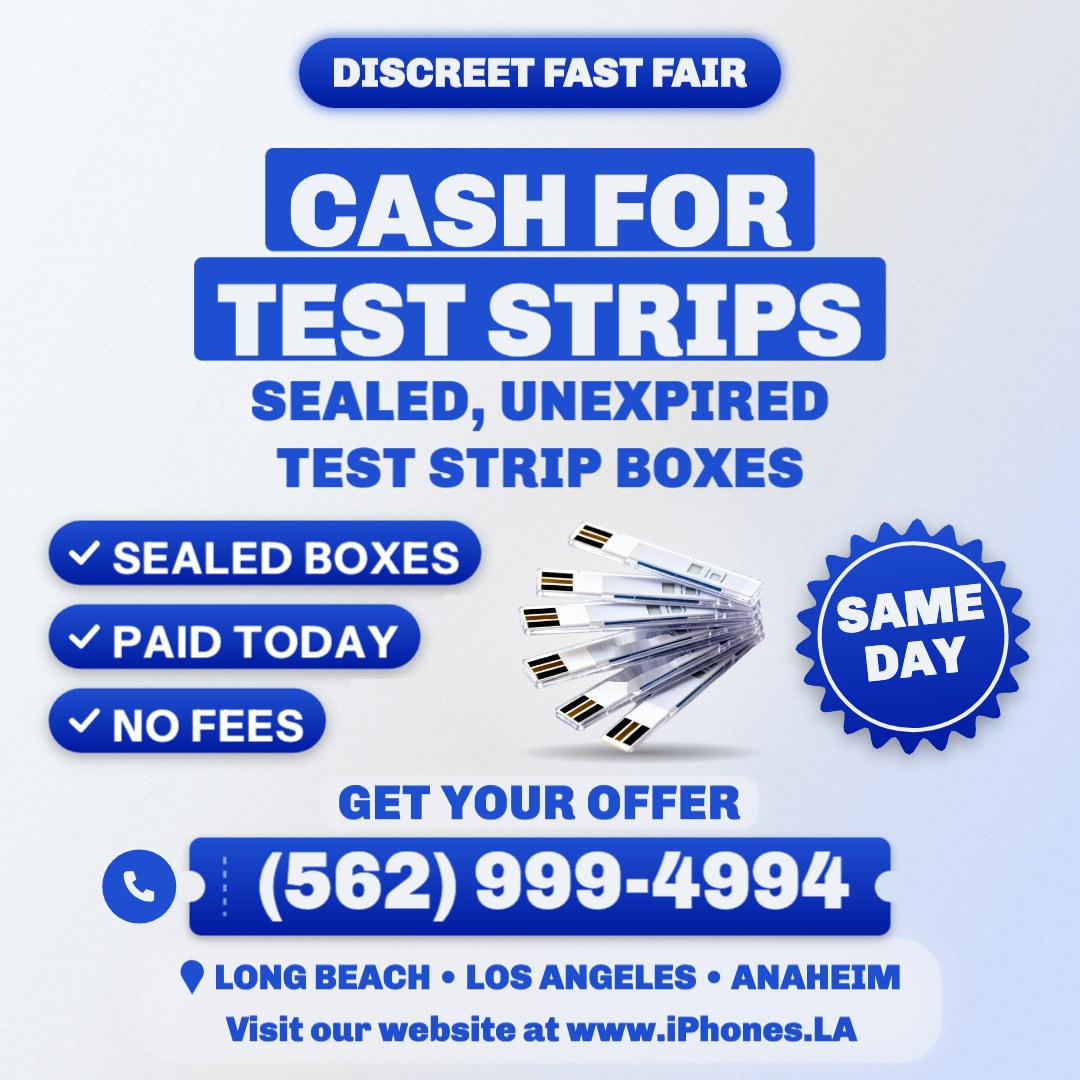 DISCREET FAST FAIR
CASH FOR
TEST STRIPS
SEALED, UNEXPIRED
TEST STRIP BOXES
SEALED BOXES
PAID TODAY
NO FEES
SAME
DAY
GET YOUR OFFER
(562) 999-4994
LONG BEACH • LOS ANGELES • ANAHEIM
Visit our website at www.iPhones.LA